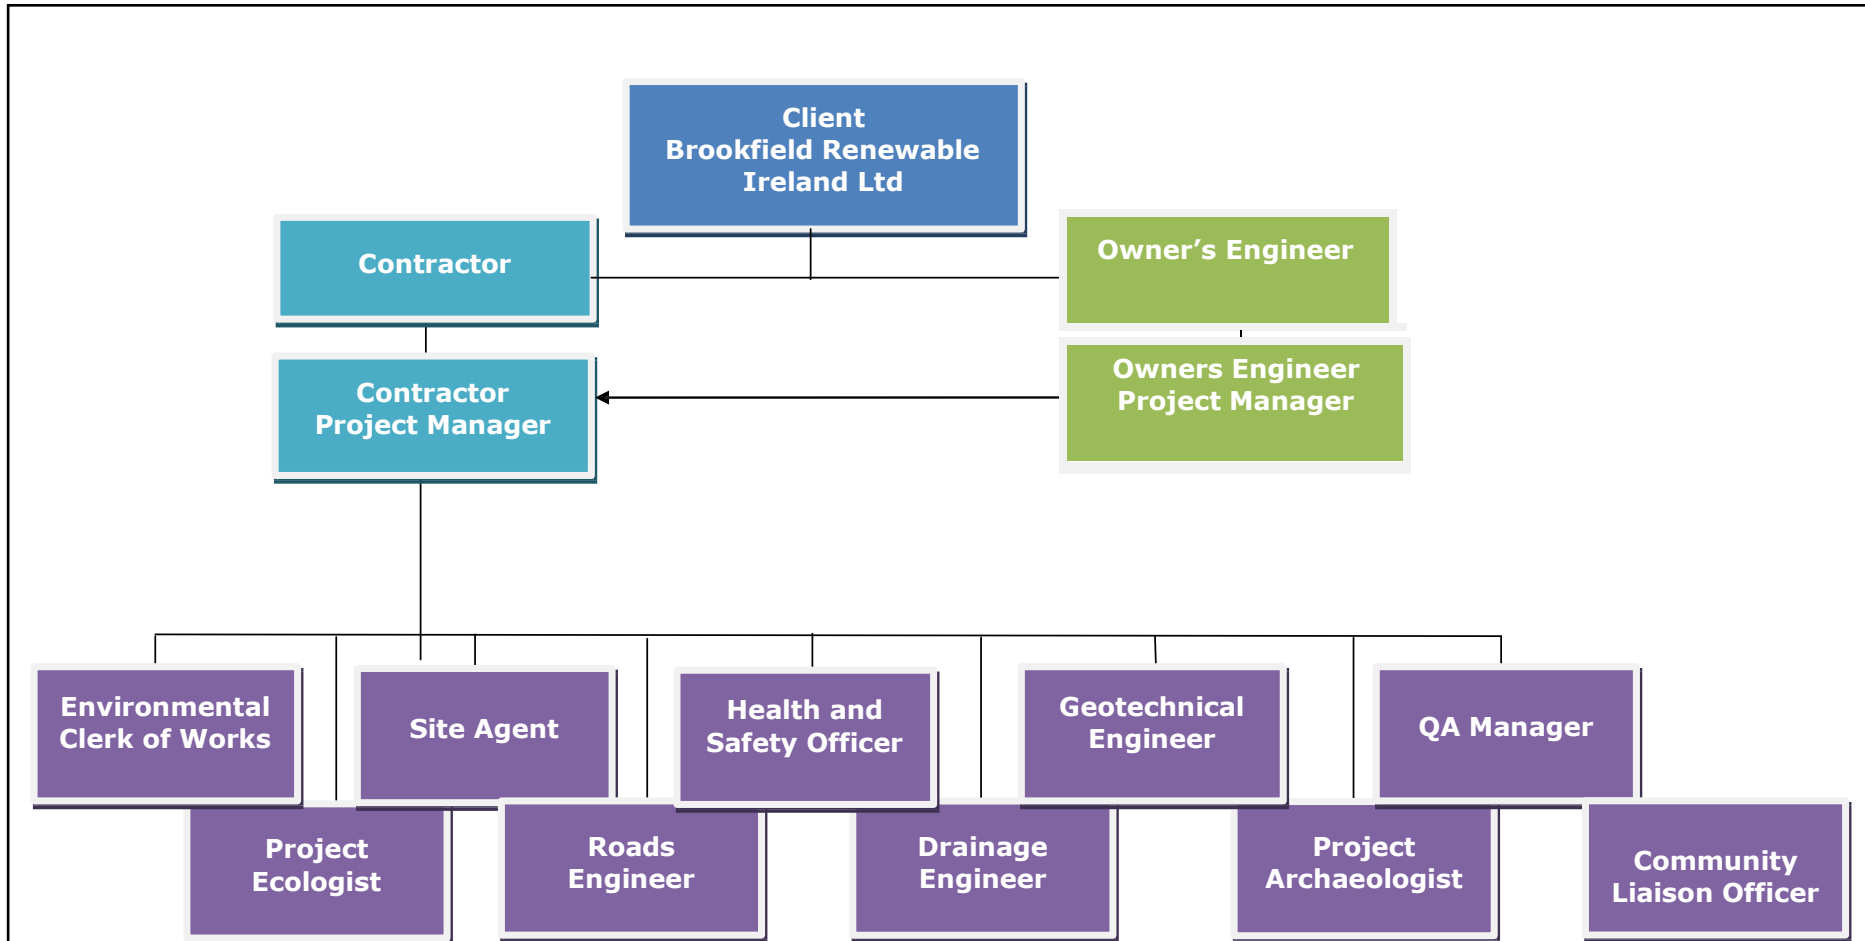 Client
Brookfield Renewable
Ireland Ltd
Contractor
Owner’s Engineer
Contractor
Project Manager
Owners Engineer
Project Manager
Environmental
Clerk of Works
Site Agent
Health and
Safety Officer
Geotechnical
Engineer
QA Manager
Project
Ecologist
Roads
Engineer
Drainage
Engineer
Project
Archaeologist
Community
Liaison Officer